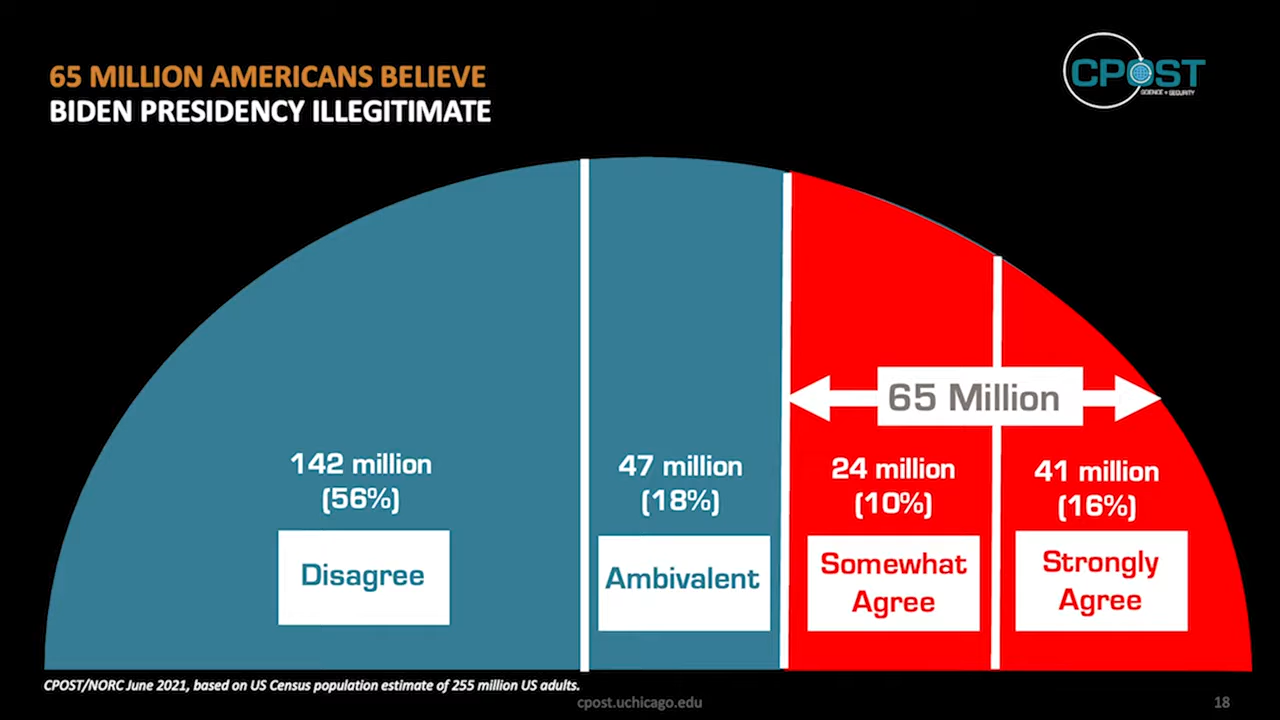 65 MILLION AMERICANS BELIEVE
BIDEN PRESIDENCY ILLEGITIMATE
CPOST
SCIENCE + SECURITY
65 Million
142 million
(56%)
Disagree
47 million
(18%)
Ambivalent
24 million
(10%)
Somewhat
Agree
41 million
(16%)
Strongly
Agree
CPOST/NORC June 2021, based on US Census population estimate of 255 million US adults.
cpost.uchicago.edu
18